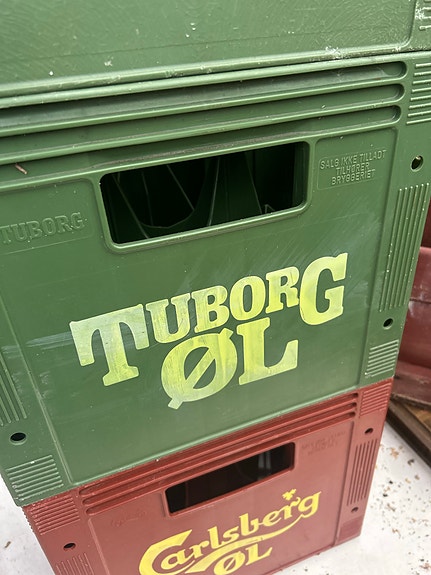 SALG IKKE TILLADT
TILHØRER
BRYGGERIET
TUBORG
TUBORG
ØL
Carlsberg
ØL